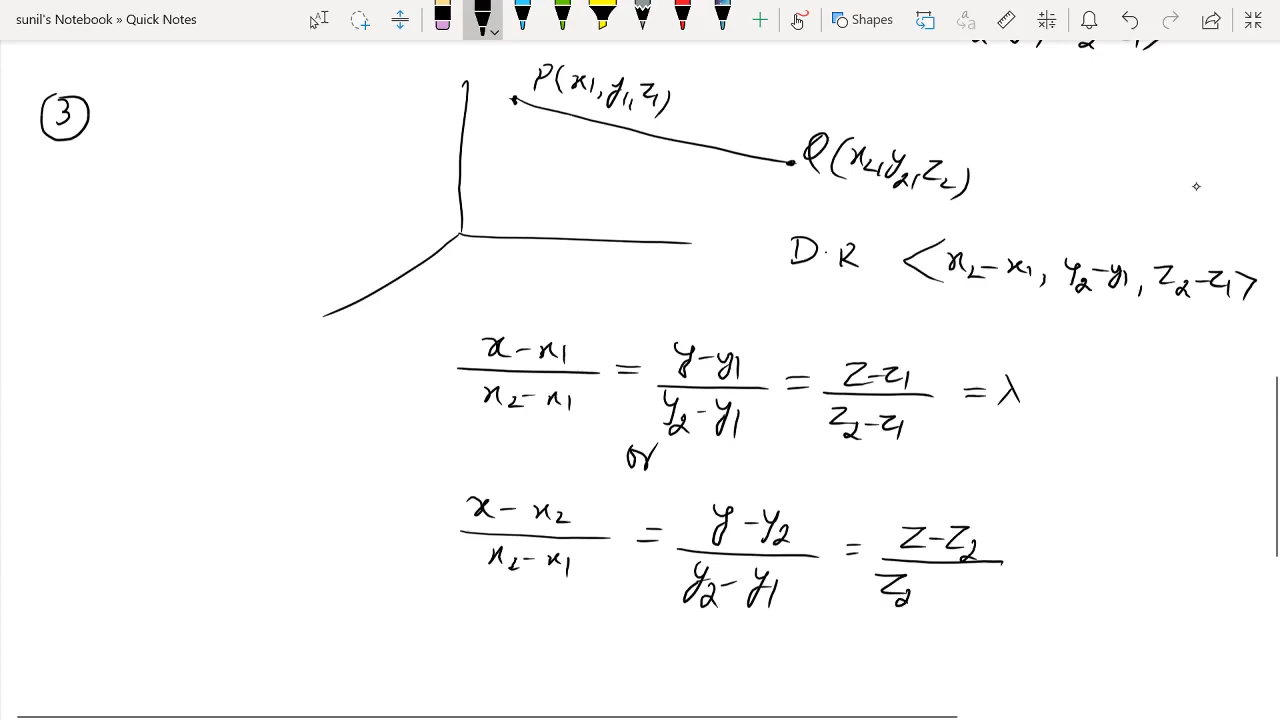 sunil's Notebook » Quick Notes
Shapes
③
P(x1, y1, z1)
Q(x2, y2, z2)
D.R <x2-x1, y2-y1, z2-z1>
x-x1/x2-x1 = y-y1/y2-y1 = z-z1/z2-z1 = λ
or
x-x2/x2-x1 = y-y2/y2-y1 = z-z2/z2